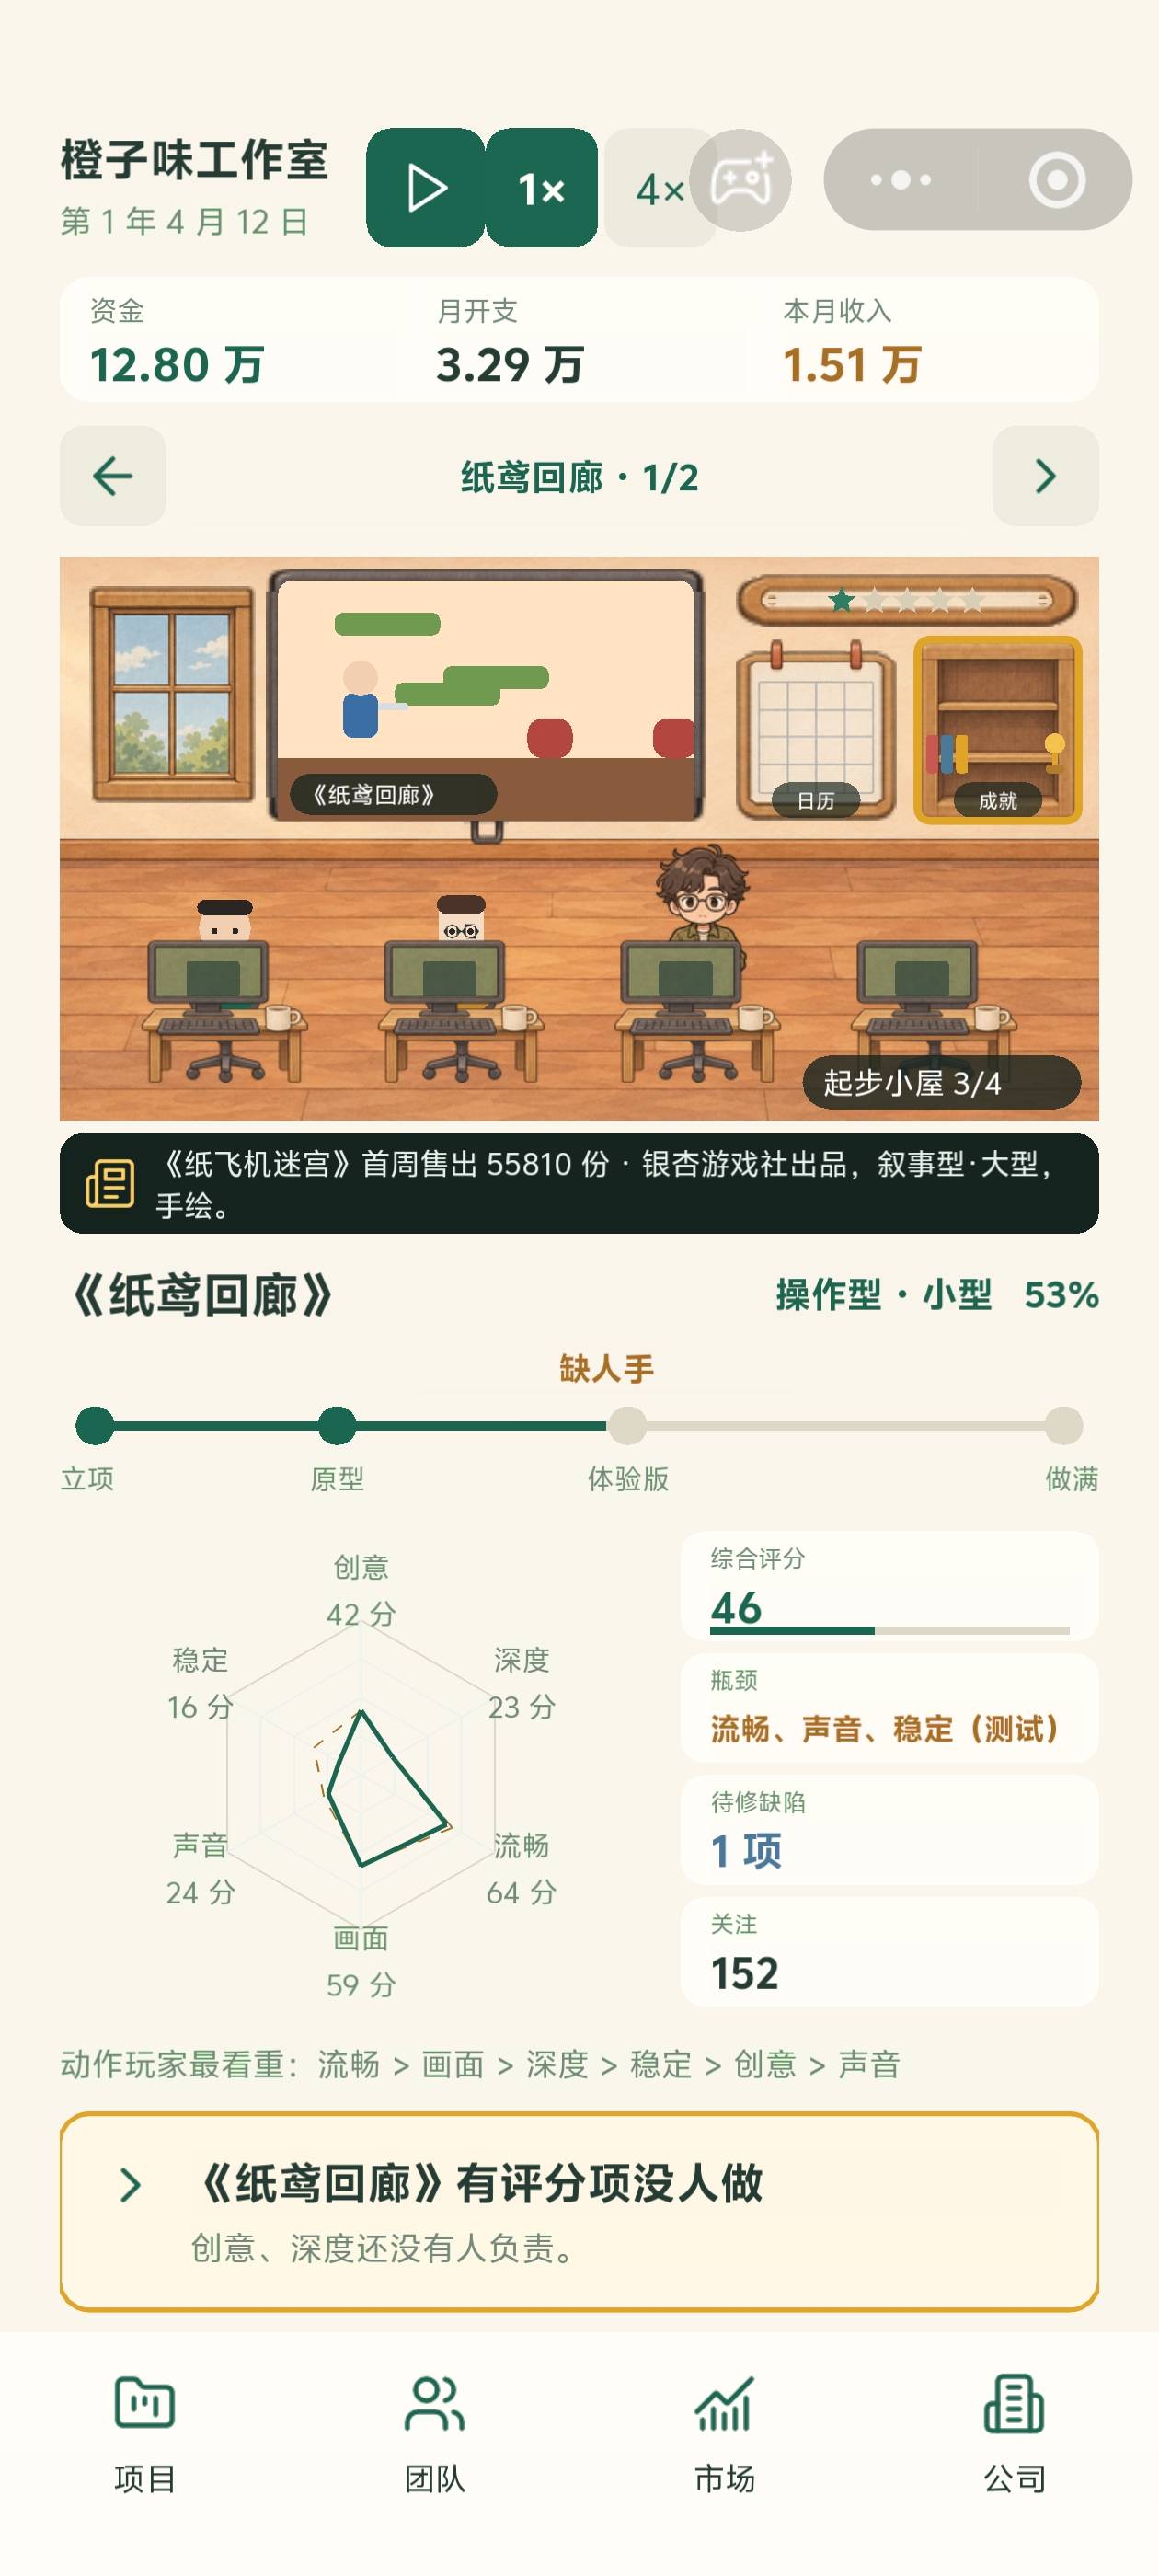 橙子味工作室
第 1 年 4 月 12 日
1×
4×
资金
12.80 万
月开支
3.29 万
本月收入
1.51 万
纸鸢回廊 · 1/2
《纸鸢回廊》
日历
成就
起步小屋 3/4
《纸飞机迷宫》首周售出 55810 份 · 银杏游戏社出品，叙事型·大型，
手绘。
《纸鸢回廊》
操作型 · 小型 53%
缺人手
立项
原型
体验版
做满
创意
42 分
深度
23 分
流畅
64 分
画面
59 分
声音
24 分
稳定
16 分
综合评分
46
瓶颈
流畅、声音、稳定（测试）
待修缺陷
1 项
关注
152
动作玩家最看重：流畅 > 画面 > 深度 > 稳定 > 创意 > 声音
《纸鸢回廊》有评分项没人做
创意、深度还没有人负责。
项目
团队
市场
公司